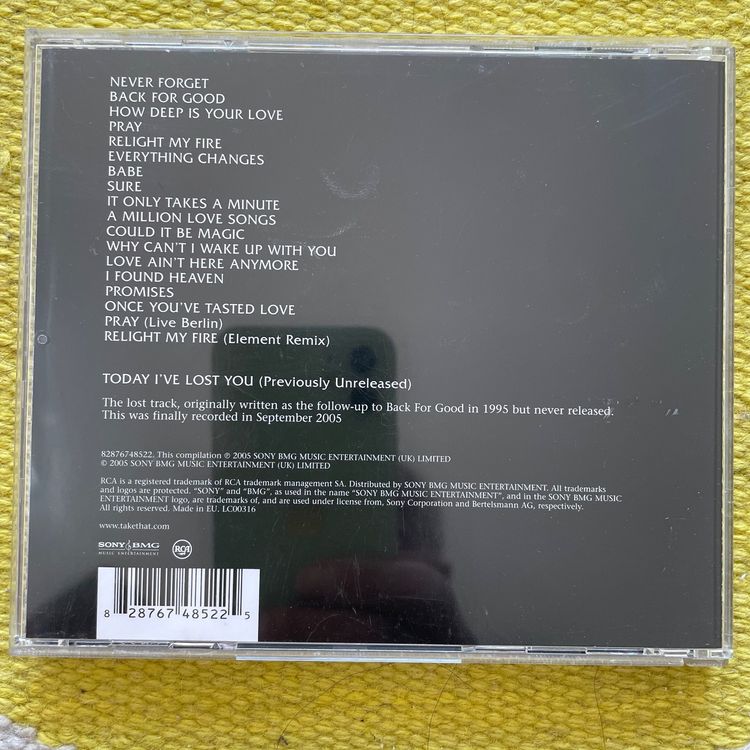 NEVER FORGET
BACK FOR GOOD
HOW DEEP IS YOUR LOVE
PRAY
RELIGHT MY FIRE
EVERYTHING CHANGES
BABE
SURE
IT ONLY TAKES A MINUTE
A MILLION LOVE SONGS
COULD IT BE MAGIC
WHY CAN'T I WAKE UP WITH YOU
LOVE AIN'T HERE ANYMORE
I FOUND HEAVEN
PROMISES
ONCE YOU'VE TASTED LOVE
PRAY (Live Berlin)
RELIGHT MY FIRE (Element Remix)
TODAY I'VE LOST YOU (Previously Unreleased)
The lost track, originally written as the follow-up to Back For Good in 1995 but never released.
This was finally recorded in September 2005
82876748522. This compilation ℗ 2005 SONY BMG MUSIC ENTERTAINMENT (UK) LIMITED
© 2005 SONY BMG MUSIC ENTERTAINMENT (UK) LIMITED
RCA is a registered trademark of RCA trademark management SA. Distributed by SONY BMG MUSIC ENTERTAINMENT. All trademarks
and logos are protected. "SONY" and "BMG", as used in the name "SONY BMG MUSIC ENTERTAINMENT", and in the SONY BMG MUSIC
ENTERTAINMENT logo, are trademarks of, and are used under license from, Sony Corporation and Bertelsmann AG, respectively.
All rights reserved. Made in EU. LC00316
www.takethat.com
SONY BMG
MUSIC ENTERTAINMENT
RCA
8 28767 48522 5